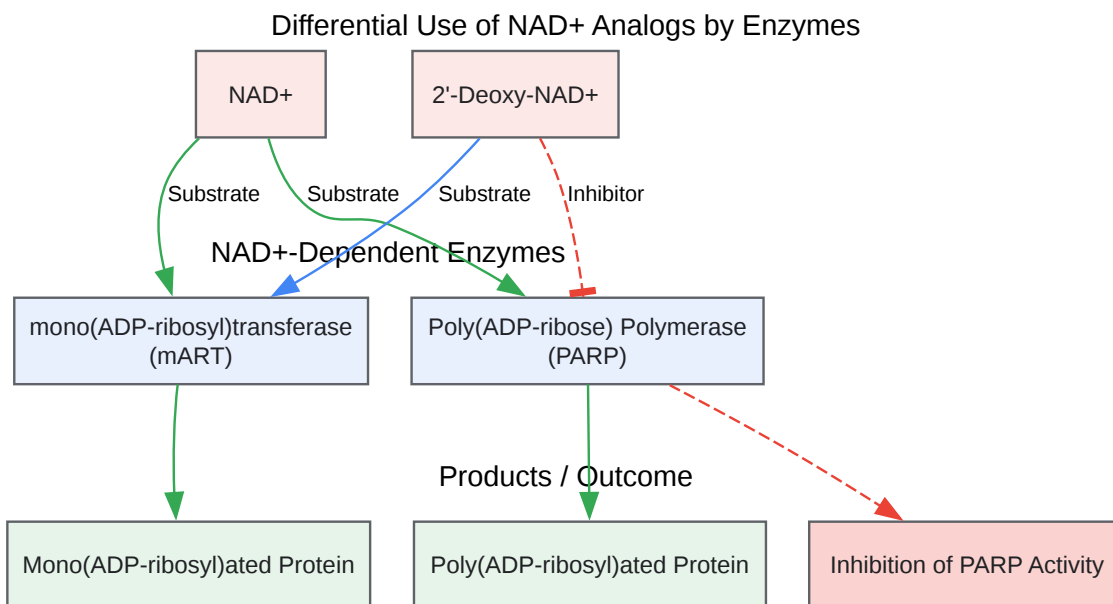 Differential Use of NAD+ Analogs by Enzymes
NAD+
2'-Deoxy-NAD+
Substrate
Substrate
Substrate
Inhibitor
NAD+-Dependent Enzymes
mono(ADP-ribosyl)transferase
(mART)
Poly(ADP-ribose) Polymerase
(PARP)
Products / Outcome
Mono(ADP-ribosyl)ated Protein
Poly(ADP-ribosyl)ated Protein
Inhibition of PARP Activity